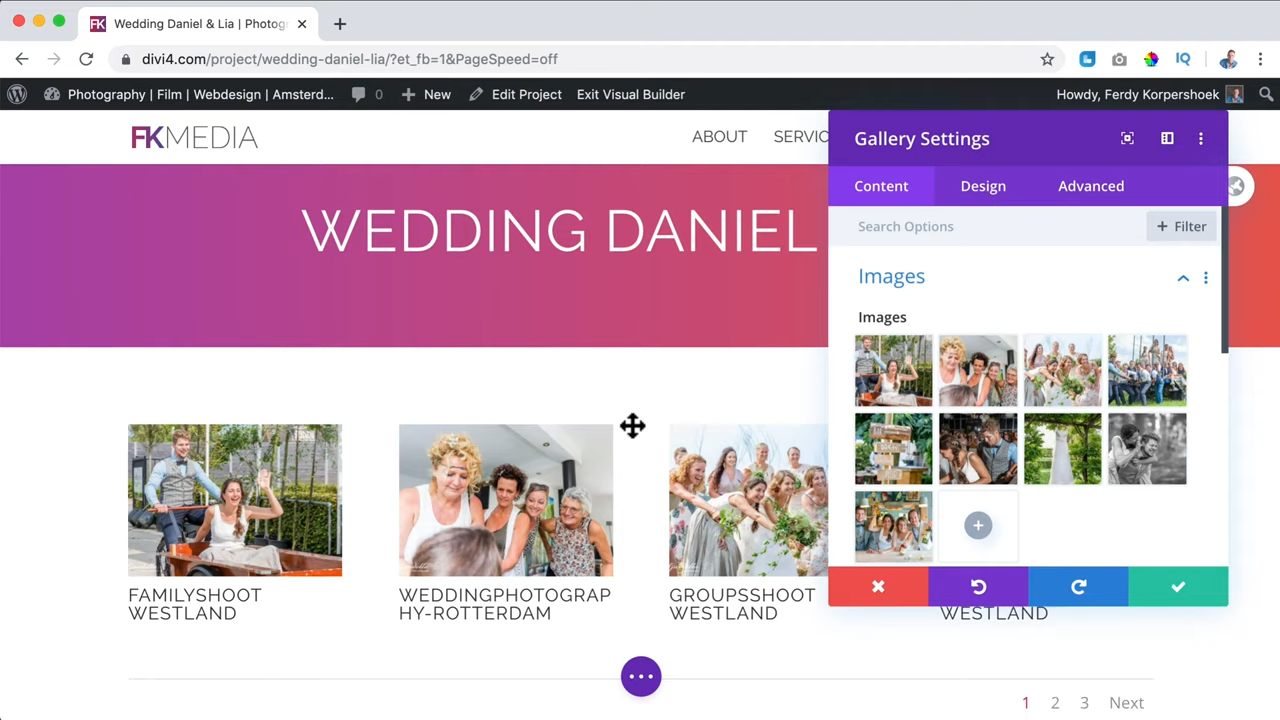 FK Wedding Daniel & Lia | Photog
divi4.com/project/wedding-daniel-lia/?et_fb=1&PageSpeed=off
IQ
Photography | Film | Webdesign | Amsterd... 0 New Edit Project Exit Visual Builder Howdy, Ferdy Korpershoek
FKMEDIA ABOUT SERVIC
WEDDING DANIEL
Gallery Settings
Content Design Advanced
Search Options + Filter
Images
Images
FAMILYSHOOT
WESTLAND
WEDDINGPHOTOGRAP
HY-ROTTERDAM
GROUPSSHOOT
WESTLAND
WESTLAND
1 2 3 Next